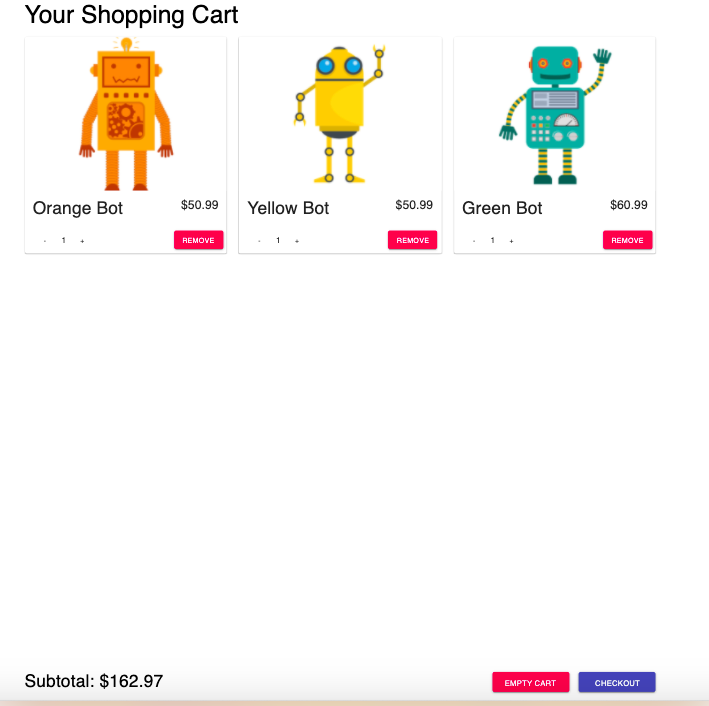 Your Shopping Cart
Orange Bot $50.99
- 1 + REMOVE
Yellow Bot $50.99
- 1 + REMOVE
Green Bot $60.99
- 1 + REMOVE
Subtotal: $162.97 EMPTY CART CHECKOUT